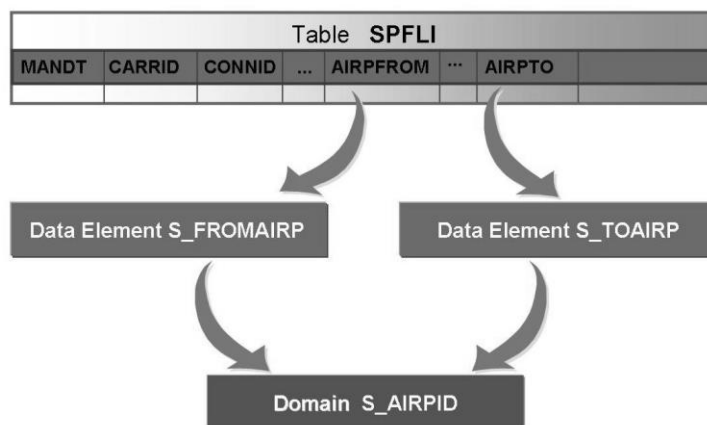 Table SPFLI
MANDT CARRID CONNID ... AIRPFROM ... AIRPTO
Data Element S_FROMAIRP Data Element S_TOAIRP
Domain S_AIRPID